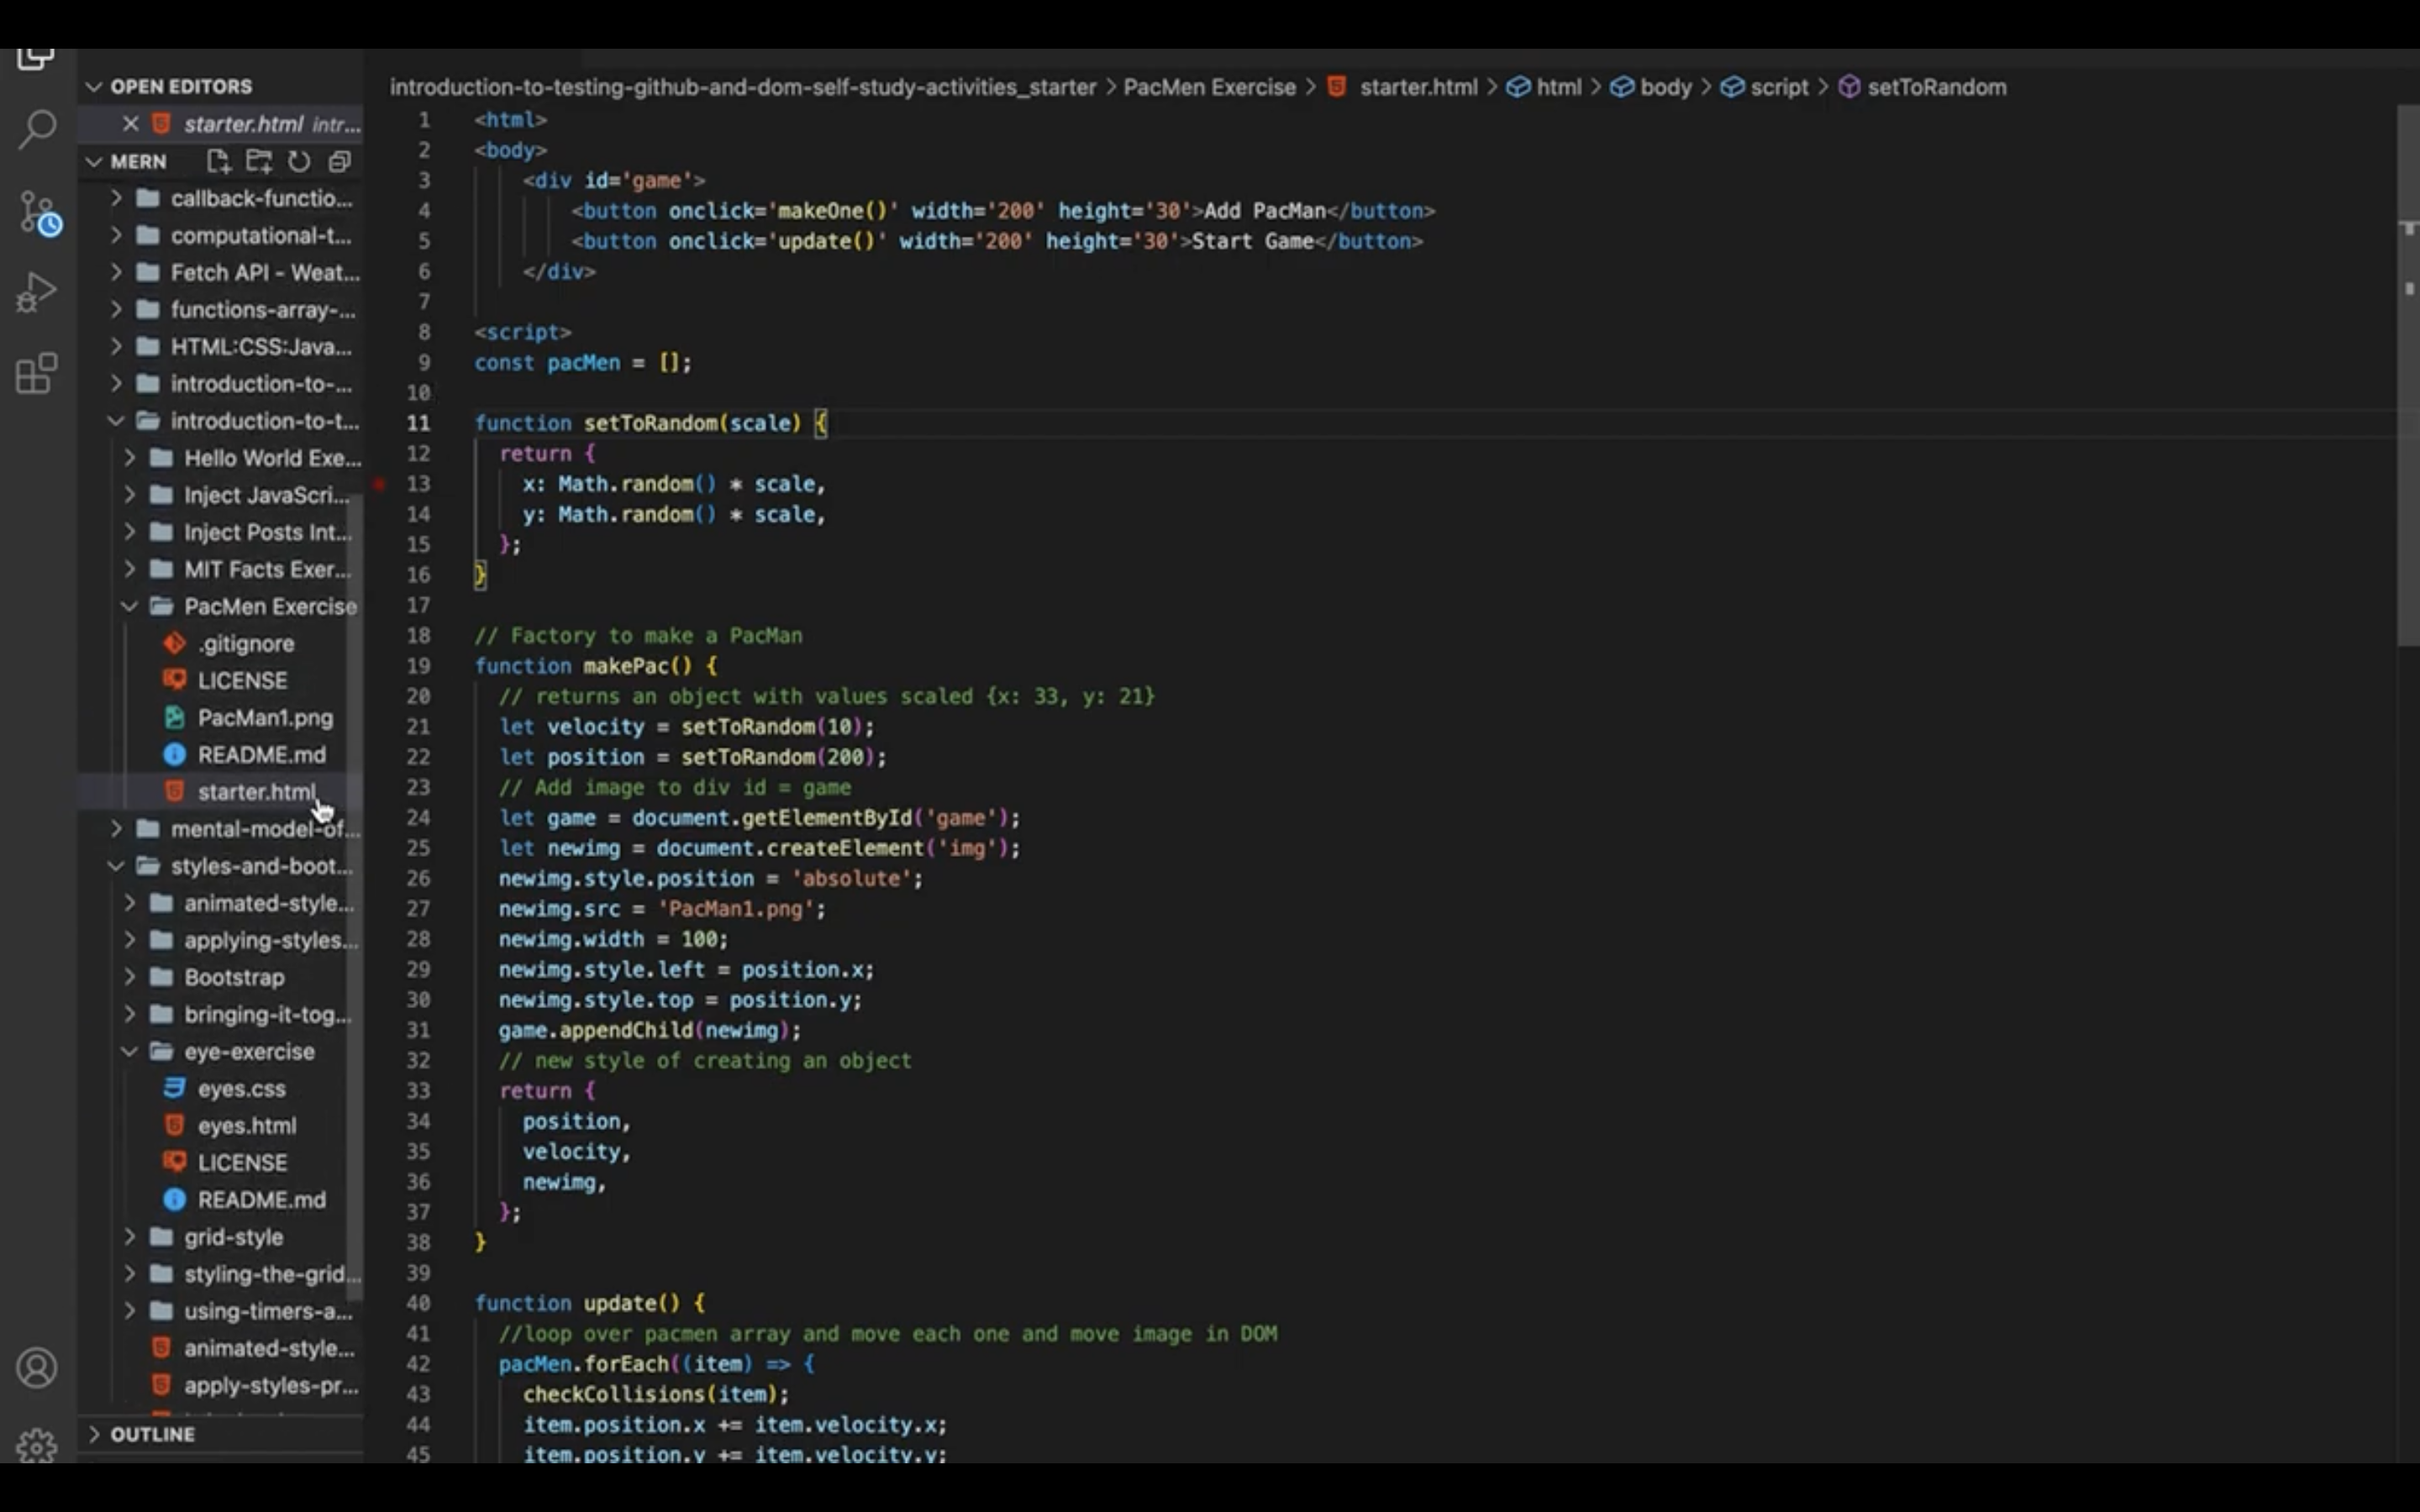 OPEN EDITORS
starter.html intr...
MERN
callback-functio...
computational-t...
Fetch API - Weat...
functions-array-...
HTML:CSS:Java...
introduction-to-...
introduction-to-t...
Hello World Exe...
Inject JavaScri...
Inject Posts Int...
MIT Facts Exer...
PacMen Exercise
.gitignore
LICENSE
PacMan1.png
README.md
starter.html
mental-model-of...
styles-and-boot...
animated-style...
applying-styles...
Bootstrap
bringing-it-tog...
eye-exercise
eyes.css
eyes.html
LICENSE
README.md
grid-style
styling-the-grid...
using-timers-a...
animated-style...
apply-styles-pr...
OUTLINE
introduction-to-testing-github-and-dom-self-study-activities_starter > PacMen Exercise > starter.html > html > body > script > setToRandom
1 <html>
2 <body>
3 <div id='game'>
4 <button onclick='makeOne()' width='200' height='30'>Add PacMan</button>
5 <button onclick='update()' width='200' height='30'>Start Game</button>
6 </div>
7
8 <script>
9 const pacMen = [];
10
11 function setToRandom(scale) {
12 return {
13 x: Math.random() * scale,
14 y: Math.random() * scale,
15 };
16 }
17
18 // Factory to make a PacMan
19 function makePac() {
20 // returns an object with values scaled {x: 33, y: 21}
21 let velocity = setToRandom(10);
22 let position = setToRandom(200);
23 // Add image to div id = game
24 let game = document.getElementById('game');
25 let newimg = document.createElement('img');
26 newimg.style.position = 'absolute';
27 newimg.src = 'PacMan1.png';
28 newimg.width = 100;
29 newimg.style.left = position.x;
30 newimg.style.top = position.y;
31 game.appendChild(newimg);
32 // new style of creating an object
33 return {
34 position,
35 velocity,
36 newimg,
37 };
38 }
39
40 function update() {
41 //loop over pacmen array and move each one and move image in DOM
42 pacMen.forEach((item) => {
43 checkCollisions(item);
44 item.position.x += item.velocity.x;
45 item.position.y += item.velocity.y;